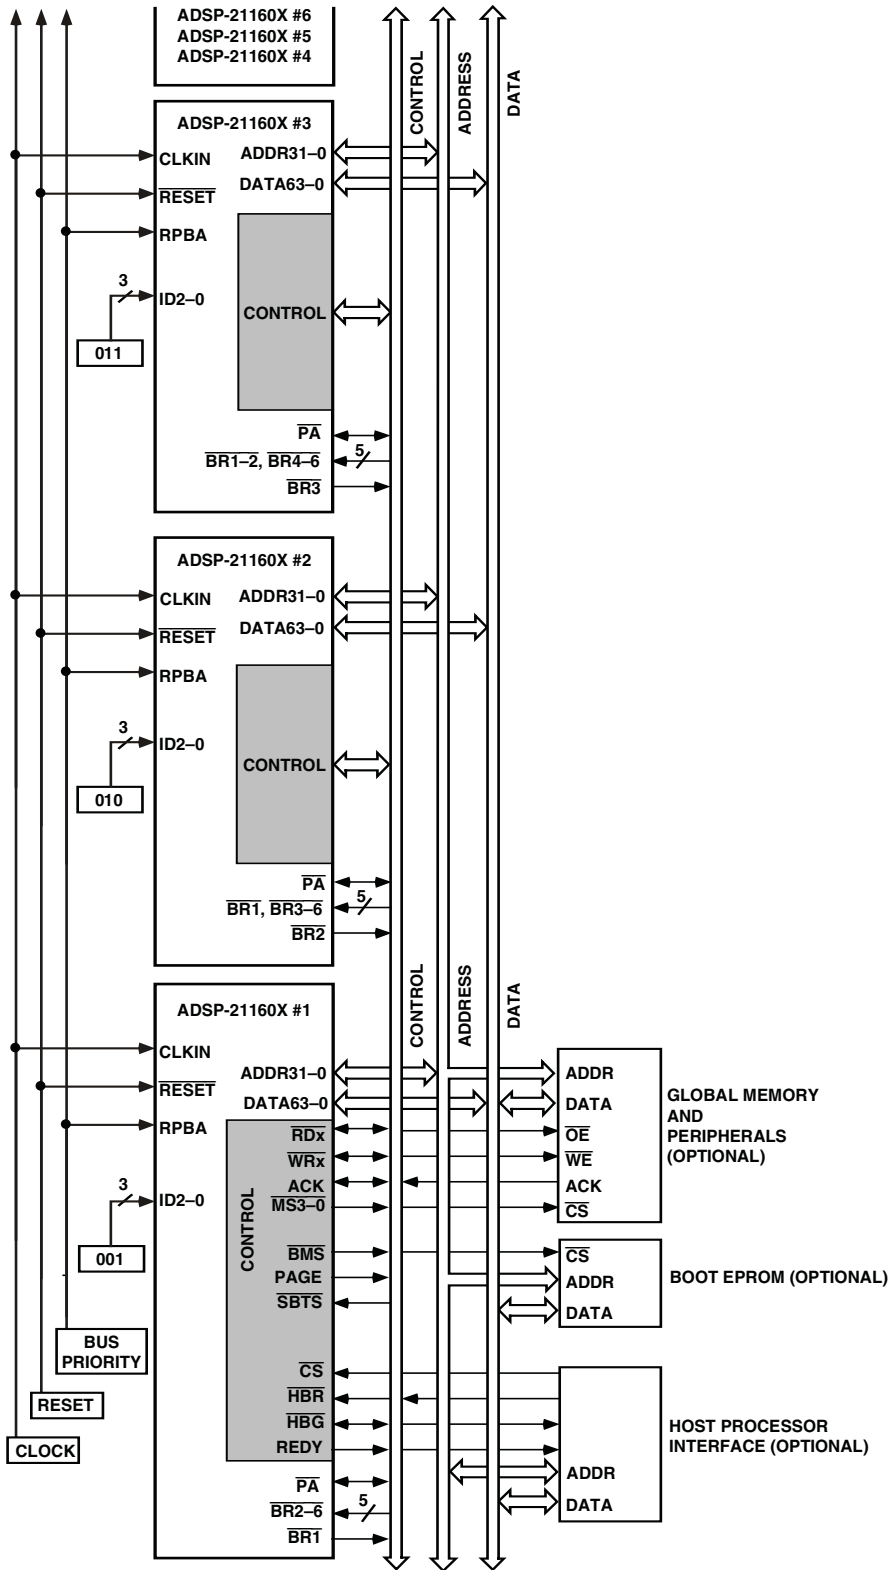 ADSP-21160X #6
ADSP-21160X #5
ADSP-21160X #4
CONTROL
ADDRESS
DATA
ADSP-21160X #3
CLKIN
ADDR31–0
RESET
DATA63–0
RPBA
3
ID2–0
CONTROL
011
PA
BR1–2, BR4–6
5
BR3
ADSP-21160X #2
CLKIN
ADDR31–0
RESET
DATA63–0
RPBA
3
ID2–0
CONTROL
010
PA
BR1, BR3–6
5
BR2
CONTROL
ADDRESS
DATA
ADSP-21160X #1
CLKIN
ADDR31–0
RESET
DATA63–0
RPBA
RDx
WRx
ACK
MS3–0
3
ID2–0
CONTROL
001
BMS
PAGE
SBTS
CS
HBR
HBG
REDY
PA
BR2–6
5
BR1
BUS
PRIORITY
RESET
CLOCK
ADDR
DATA
OE
WE
ACK
CS
GLOBAL MEMORY
AND
PERIPHERALS
(OPTIONAL)
CS
ADDR
DATA
BOOT EPROM (OPTIONAL)
HOST PROCESSOR
INTERFACE (OPTIONAL)
ADDR
DATA